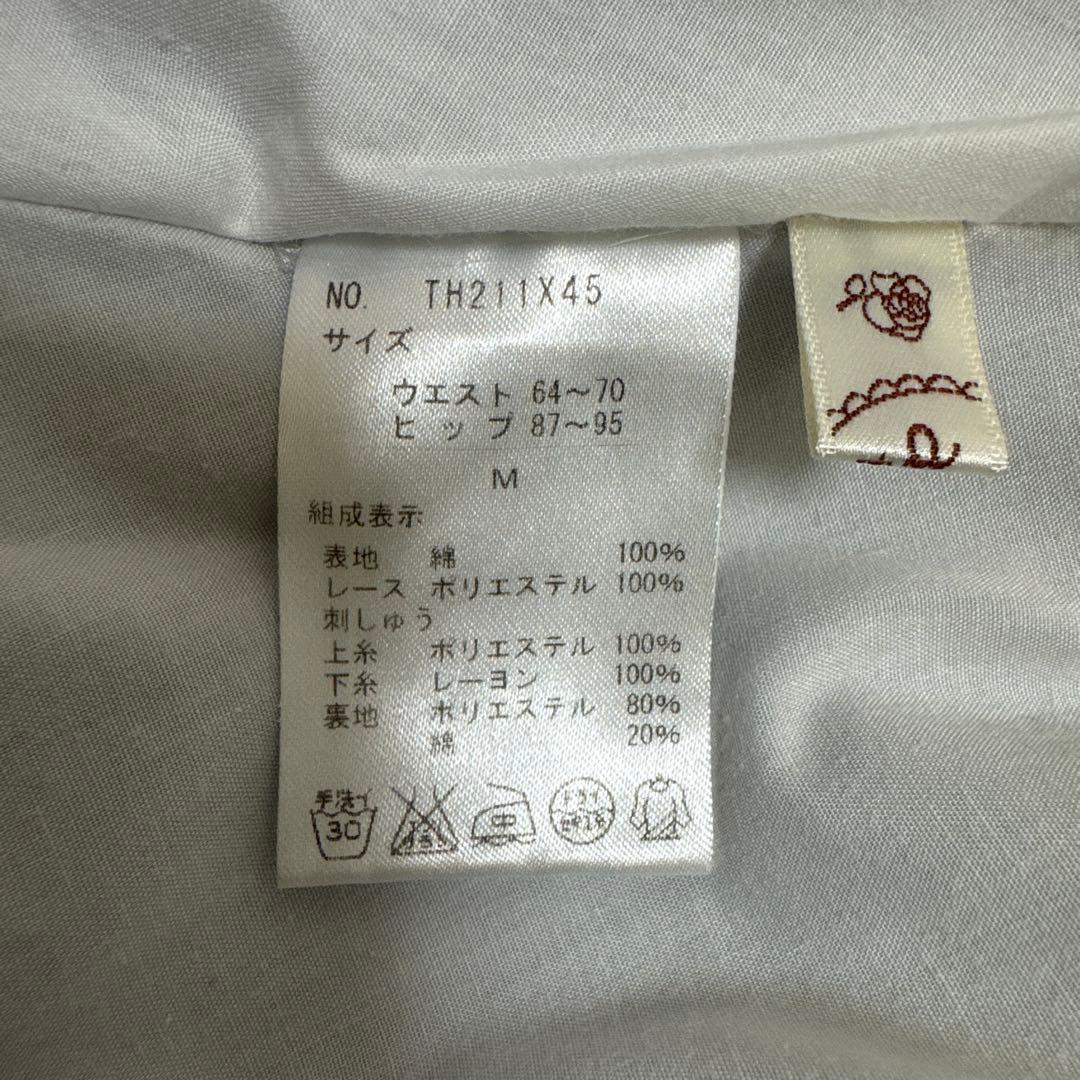 NO. TH211X45
サイズ
ウエスト 64～70
ヒップ 87～95
M
組成表示
表地 綿 100%
レース ポリエステル 100%
刺しゅう
上糸 ポリエステル 100%
下糸 レーヨン 100%
裏地 ポリエステル 80%
綿 20%
手洗イ
30
中